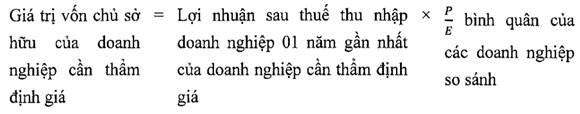 Giá trị vốn chủ sở = Lợi nhuận sau thuế thu nhập × P/E bình quân của
hữu của doanh doanh nghiệp 01 năm gần nhất các doanh nghiệp
nghiệp cần thẩm của doanh nghiệp cần thẩm định so sánh
định giá giá